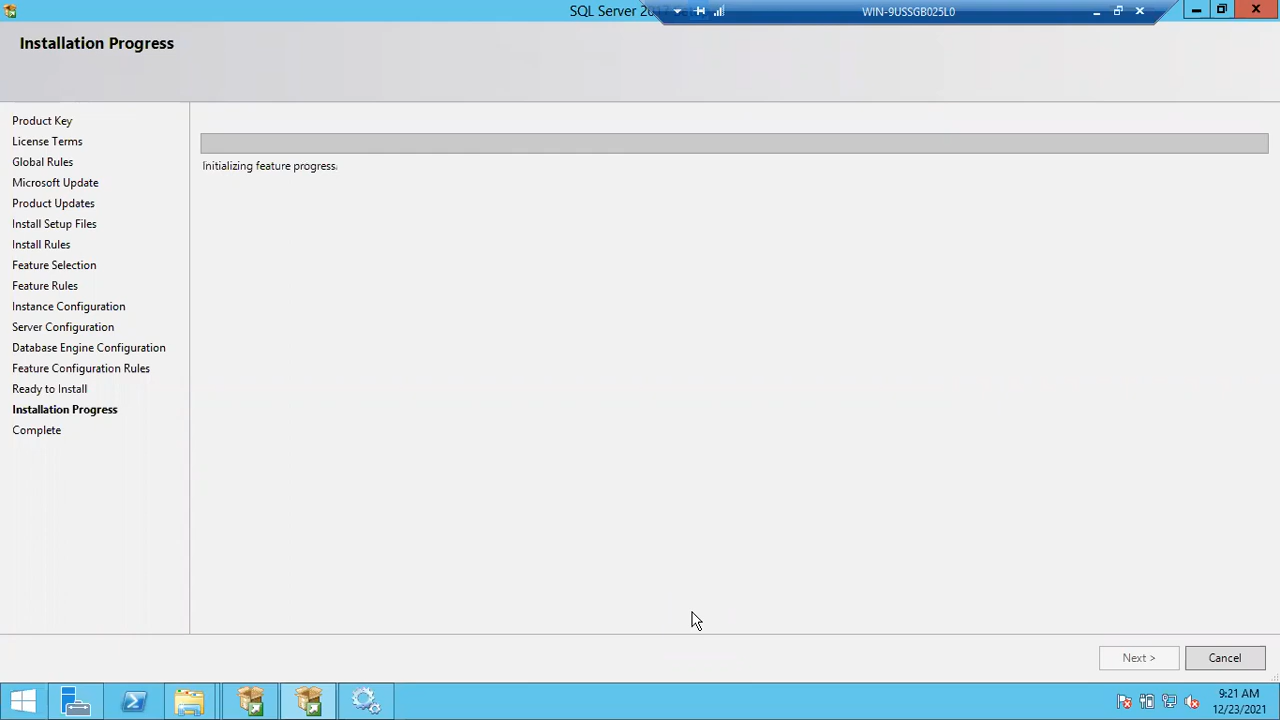 SQL Server 2017
WIN-9USSGB025L0
Installation Progress
Product Key
License Terms
Global Rules
Microsoft Update
Product Updates
Install Setup Files
Install Rules
Feature Selection
Feature Rules
Instance Configuration
Server Configuration
Database Engine Configuration
Feature Configuration Rules
Ready to Install
Installation Progress
Complete
Initializing feature progress.
Next >
Cancel
9:21 AM
12/23/2021